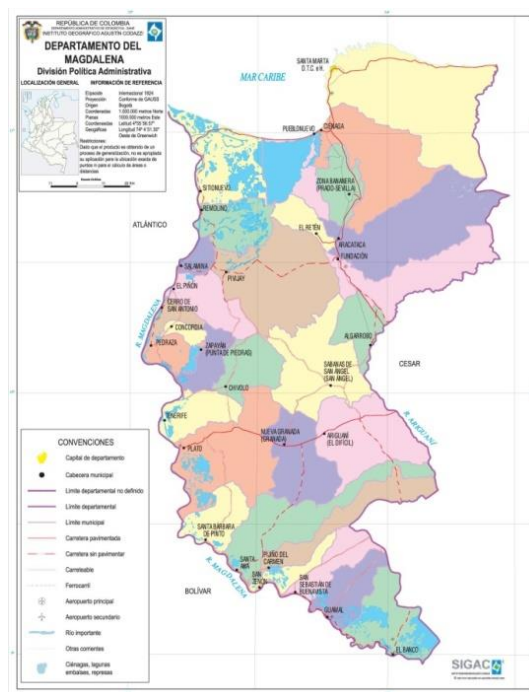 REPÚBLICA DE COLOMBIA
INSTITUTO GEOGRÁFICO AGUSTÍN CODAZZI
DEPARTAMENTO DEL
MAGDALENA
División Política Administrativa
LOCALIZACIÓN GENERAL
INFORMACIÓN DE REFERENCIA
MAR CARIBE
SANTA MARTA
D.T.C. e H.
PUEBLONUEVO
CIÉNAGA
ZONA BANANERA
(PRADO-SEVILLA)
SITIONUEVO
REMOLINO
ATLÁNTICO
EL RETÉN
ARACATACA
FUNDACIÓN
SALAMINA
PIVIJAY
EL PIÑÓN
CERRO DE
SAN ANTONIO
R. MAGDALENA
CONCORDIA
PEDRAZA
ZAPAYÁN
(PUNTA DE PIEDRAS)
ALGARROBO
CESAR
SABANAS DE
SAN ÁNGEL
(SAN ÁNGEL)
CHIVOLO
TENERIFE
R. ARIGUANÍ
NUEVA GRANADA
(GRANADA)
ARIGUANÍ
(EL DIFÍCIL)
PLATO
SANTA BÁRBARA
DE PINTO
R. MAGDALENA
SANTA
ANA
PIJIÑO DEL
CARMEN
SAN
ZENÓN
BOLÍVAR
SAN
SEBASTIÁN DE
BUENAVISTA
GUAMAL
EL BANCO
CONVENCIONES
Capital de departamento
Cabecera municipal
Límite departamental no definido
Límite departamental
Límite municipal
Carretera pavimentada
Carretera sin pavimentar
Carreteable
Ferrocarril
Aeropuerto principal
Aeropuerto secundario
Río importante
Otras corrientes
Ciénagas, lagunas
embalses, represas
SIGAC